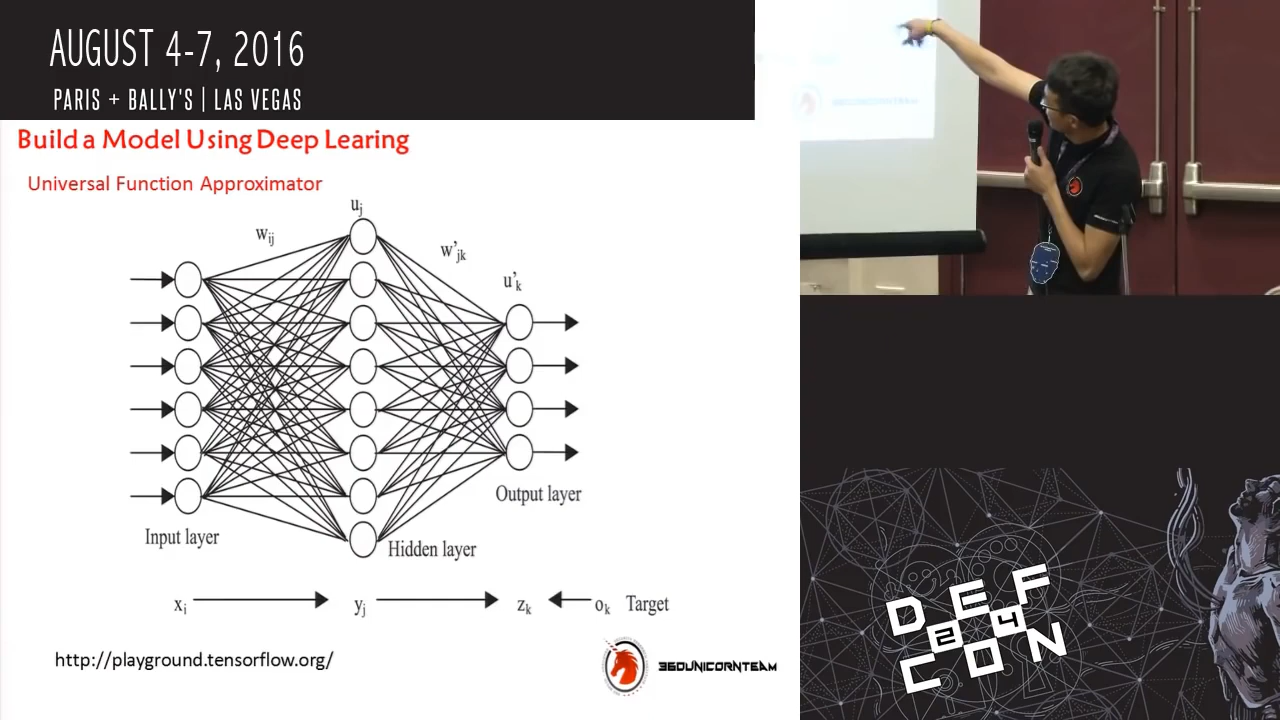 AUGUST 4-7, 2016
PARIS + BALLY'S | LAS VEGAS
Build a Model Using Deep Learing
Universal Function Approximator
uj
wij
w'jk
u'k
Output layer
Input layer
Hidden layer
xi
yj
zk
ok Target
http://playground.tensorflow.org/
360UNICORNTEAM
360UNICORNTEAM
DEF
24
CON